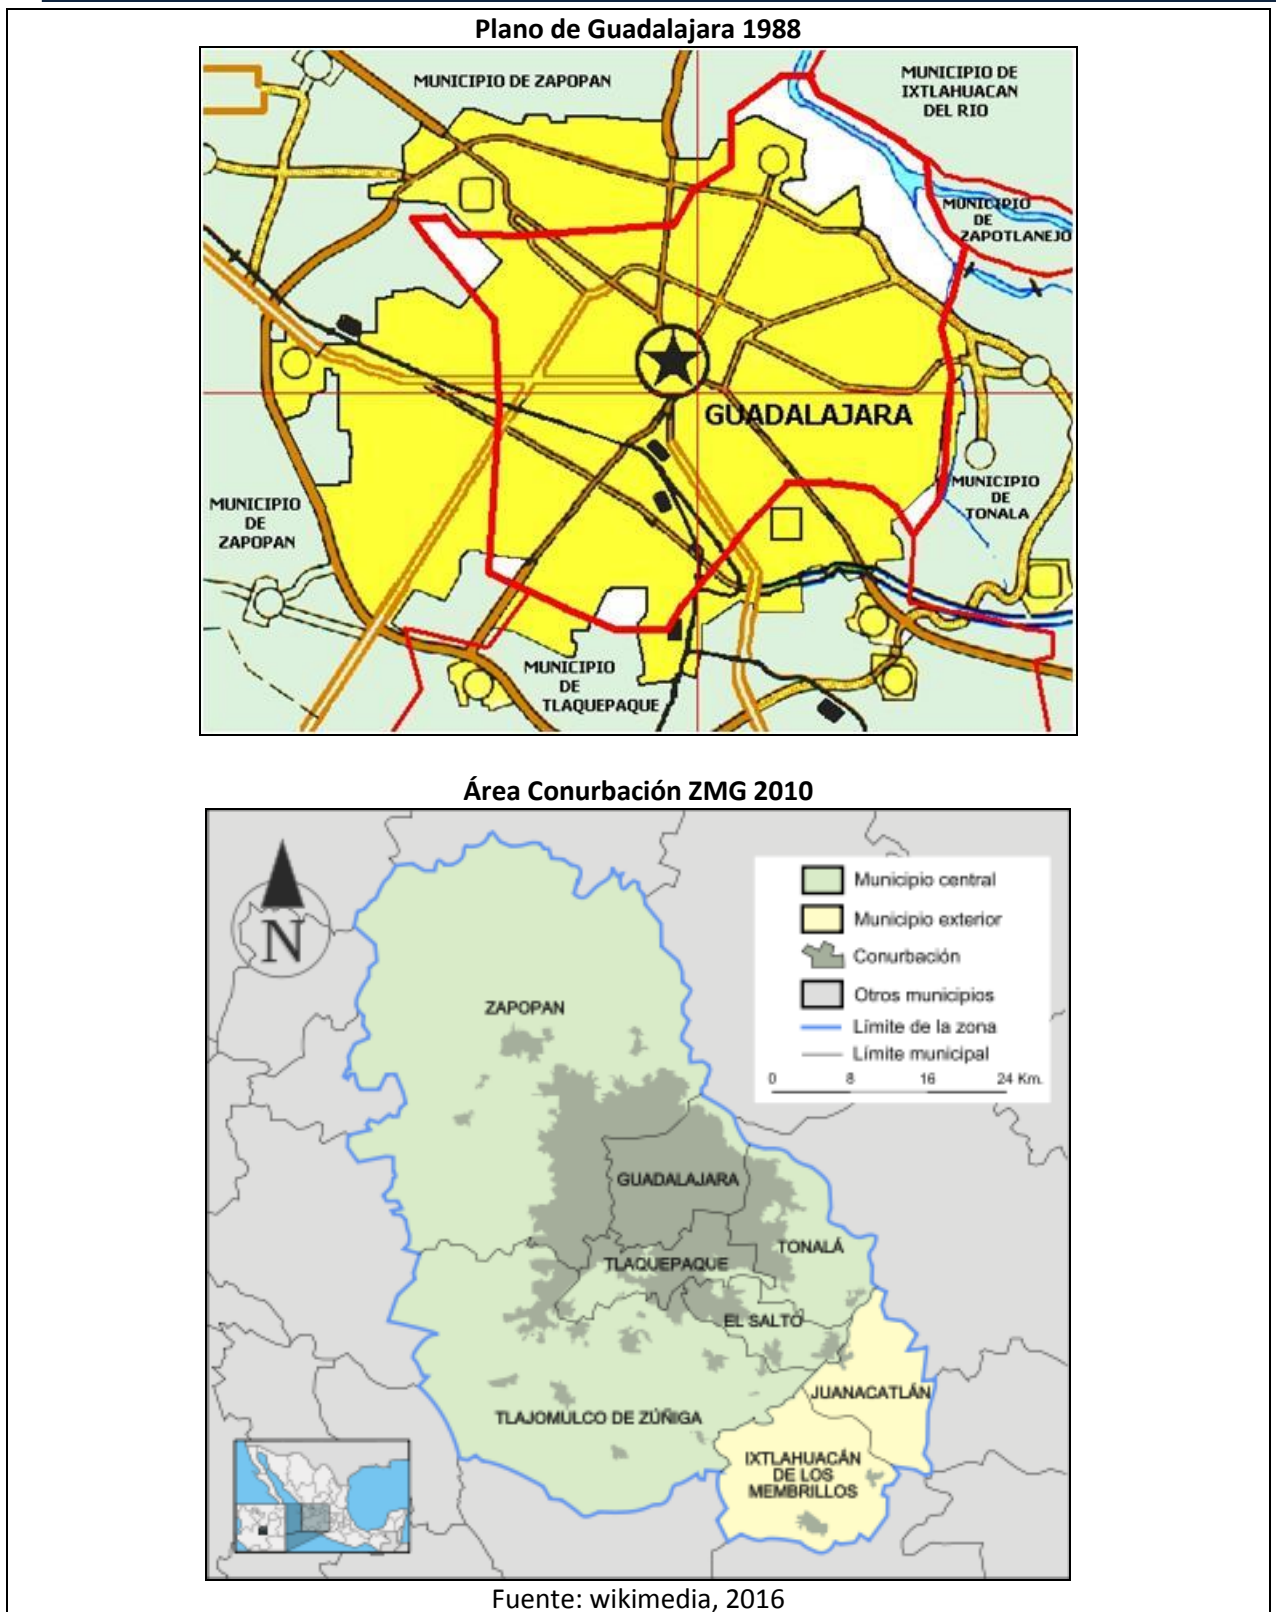 Plano de Guadalajara 1988
MUNICIPIO DE ZAPOPAN
MUNICIPIO DE
IXTLAHUACAN
DEL RIO
MUNICIPIO
DE
ZAPOTLANEJO
GUADALAJARA
MUNICIPIO
DE
TONALA
MUNICIPIO
DE
ZAPOPAN
MUNICIPIO
DE
TLAQUEPAQUE
Área Conurbación ZMG 2010
N
Municipio central
Municipio exterior
Conurbación
Otros municipios
Límite de la zona
Límite municipal
0 8 16 24 Km.
ZAPOPAN
GUADALAJARA
TONALÁ
TLAQUEPAQUE
EL SALTO
JUANACATLÁN
TLAJOMULCO DE ZÚÑIGA
IXTLAHUACÁN
DE LOS
MEMBRILLOS
Fuente: wikimedia, 2016